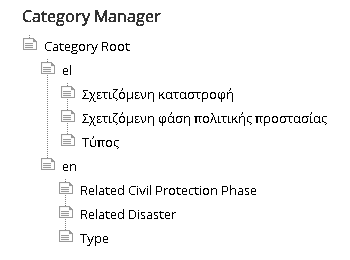 Category Manager
Category Root
el
Σχετιζόμενη καταστροφή
Σχετιζόμενη φάση πολιτικής προστασίας
Τύπος
en
Related Civil Protection Phase
Related Disaster
Type